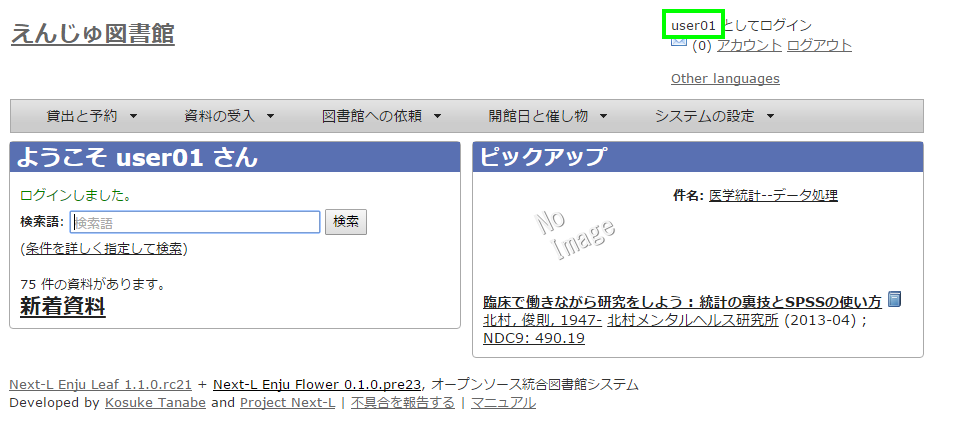 えんじゅ図書館
user01 としてログイン
(0) アカウント ログアウト
Other languages
貸出と予約 ▼ 資料の受入 ▼ 図書館への依頼 ▼ 開館日と催し物 ▼ システムの設定 ▼
ようこそ user01 さん
ログインしました。
検索語: 検索語 検索
(条件を詳しく指定して検索)
75 件の資料があります。
新着資料
ピックアップ
件名: 医学統計--データ処理
No
Image
臨床で働きながら研究をしよう : 統計の裏技とSPSSの使い方
北村, 俊則, 1947- 北村メンタルヘルス研究所 (2013-04) ;
NDC9: 490.19
Next-L Enju Leaf 1.1.0.rc21 + Next-L Enju Flower 0.1.0.pre23, オープンソース統合図書館システム
Developed by Kosuke Tanabe and Project Next-L | 不具合を報告する | マニュアル